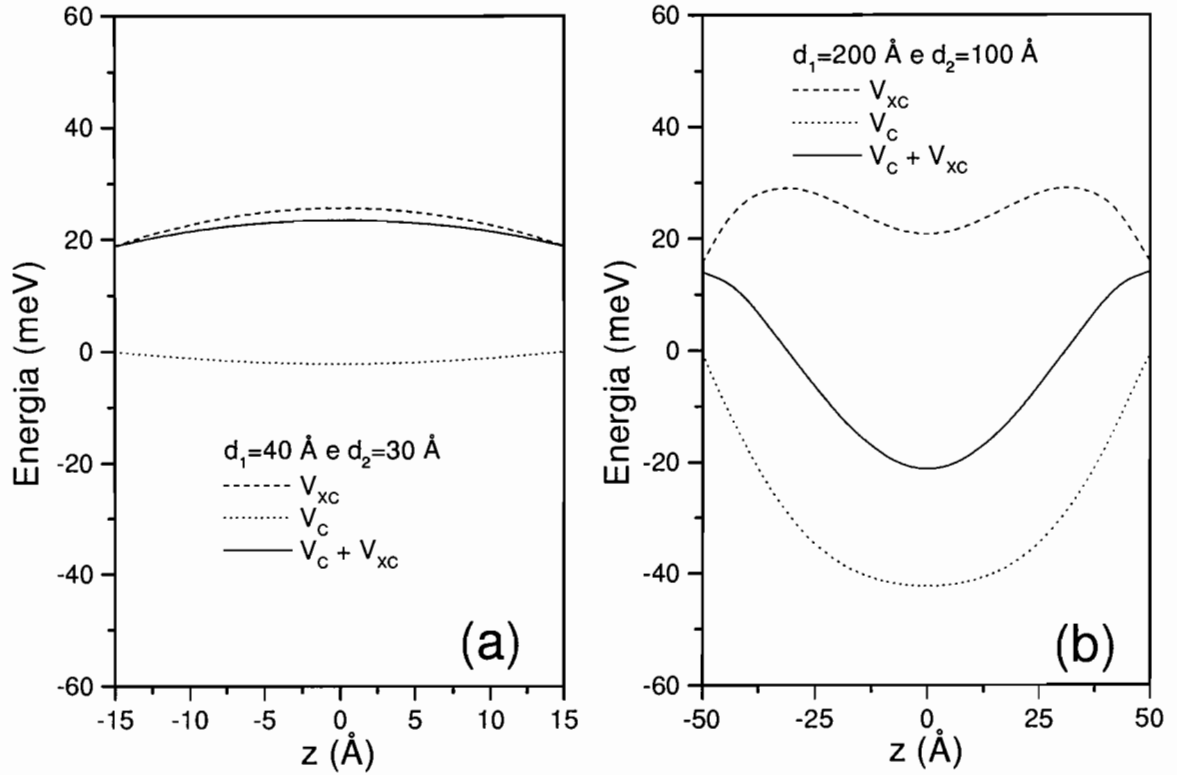 60
40
20
0
-20
-40
-60
Energia (meV)
d1=40 Å e d2=30 Å
VXC
VC
VC + VXC
(a)
-15 -10 -5 0 5 10 15
z (Å)
60
40
20
0
-20
-40
-60
Energia (meV)
d1=200 Å e d2=100 Å
VXC
VC
VC + VXC
(b)
-50 -25 0 25 50
z (Å)